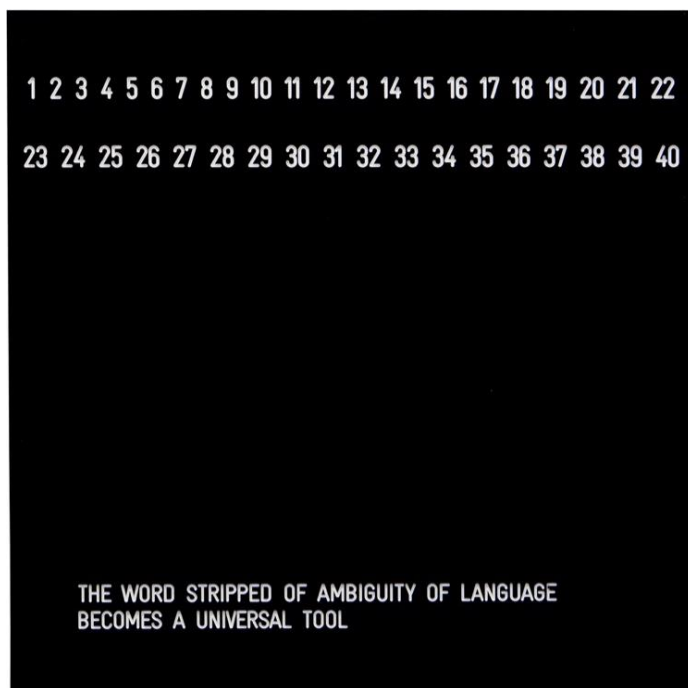 1 2 3 4 5 6 7 8 9 10 11 12 13 14 15 16 17 18 19 20 21 22
23 24 25 26 27 28 29 30 31 32 33 34 35 36 37 38 39 40
THE WORD STRIPPED OF AMBIGUITY OF LANGUAGE
BECOMES A UNIVERSAL TOOL